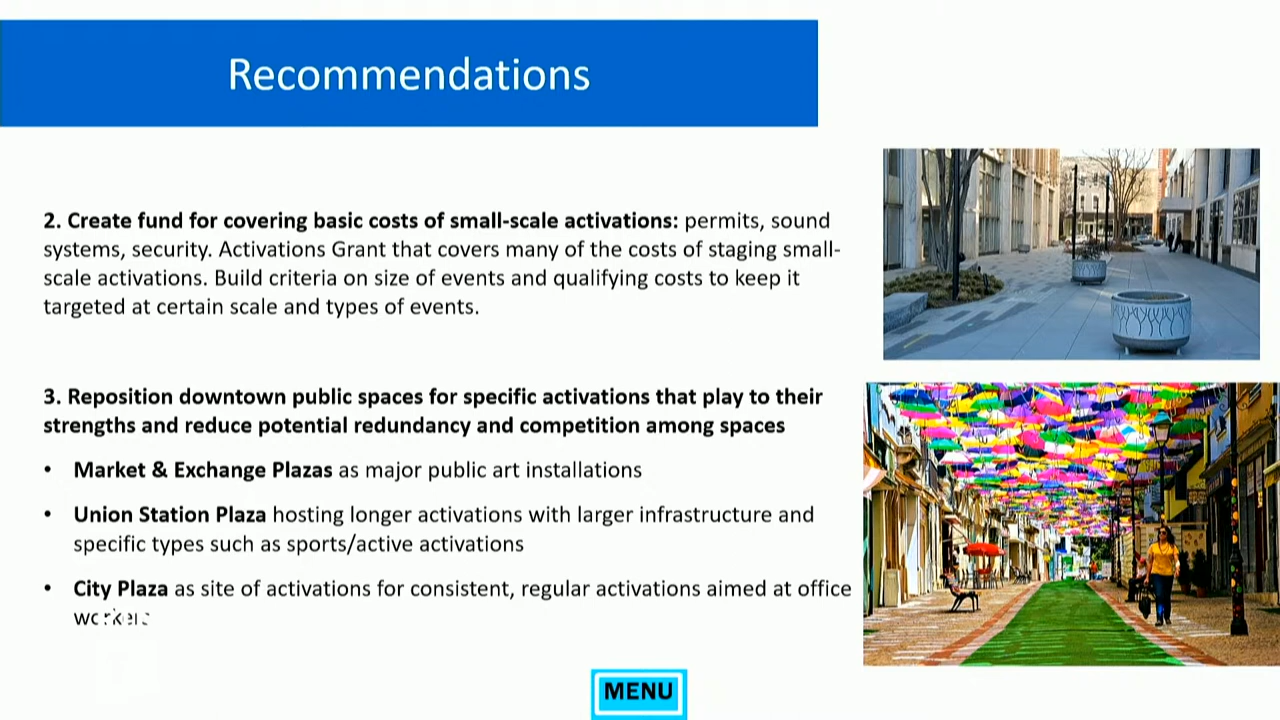 Recommendations
2. Create fund for covering basic costs of small-scale activations: permits, sound
systems, security. Activations Grant that covers many of the costs of staging small-
scale activations. Build criteria on size of events and qualifying costs to keep it
targeted at certain scale and types of events.
3. Reposition downtown public spaces for specific activations that play to their
strengths and reduce potential redundancy and competition among spaces
• Market & Exchange Plazas as major public art installations
• Union Station Plaza hosting longer activations with larger infrastructure and
specific types such as sports/active activations
• City Plaza as site of activations for consistent, regular activations aimed at office
workers
MENU